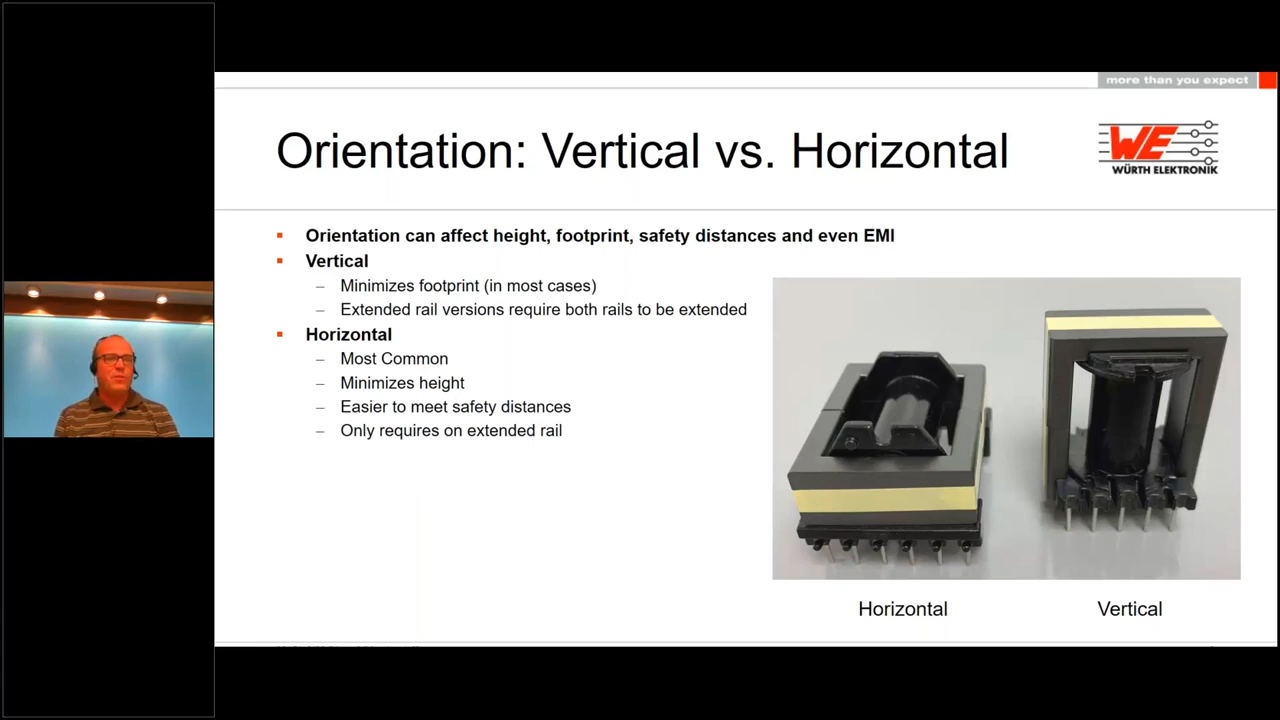 more than you expect
Orientation: Vertical vs. Horizontal
WE
WÜRTH ELEKTRONIK
▪ Orientation can affect height, footprint, safety distances and even EMI
▪ Vertical
– Minimizes footprint (in most cases)
– Extended rail versions require both rails to be extended
▪ Horizontal
– Most Common
– Minimizes height
– Easier to meet safety distances
– Only requires on extended rail
Horizontal
Vertical